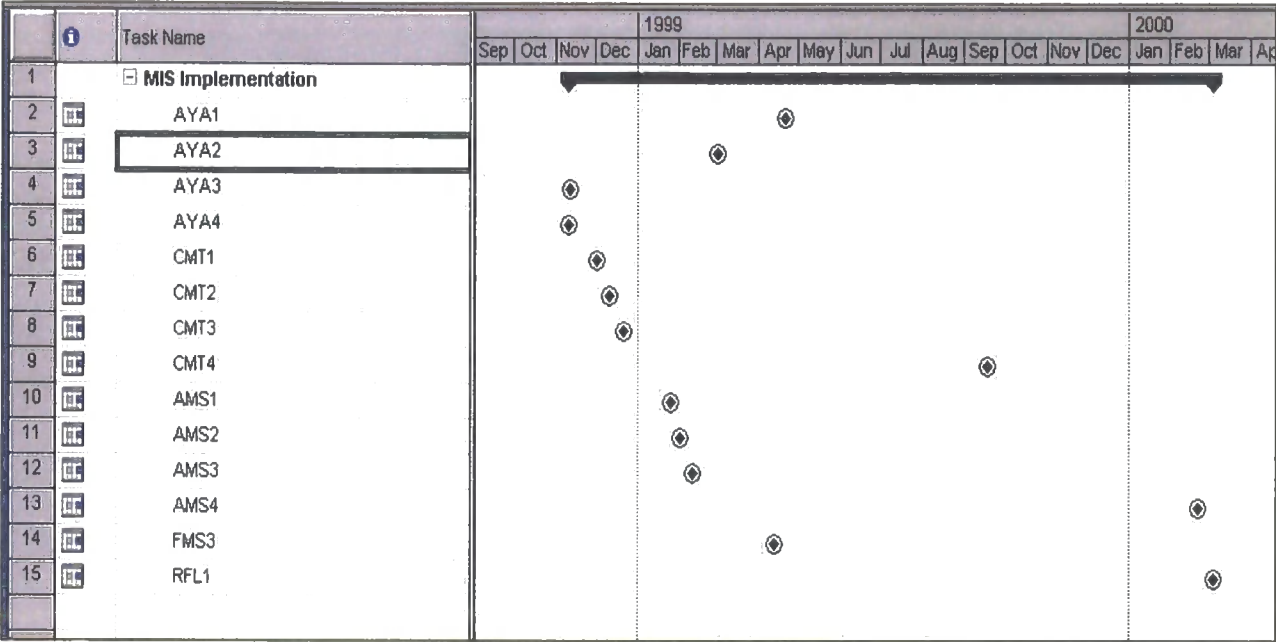 Task Name 1999 2000
Sep Oct Nov Dec Jan Feb Mar Apr May Jun Jul Aug Sep Oct Nov Dec Jan Feb Mar Ap
1 MIS Implementation
2 AYA1
3 AYA2
4 AYA3
5 AYA4
6 CMT1
7 CMT2
8 CMT3
9 CMT4
10 AMS1
11 AMS2
12 AMS3
13 AMS4
14 FMS3
15 RFL1